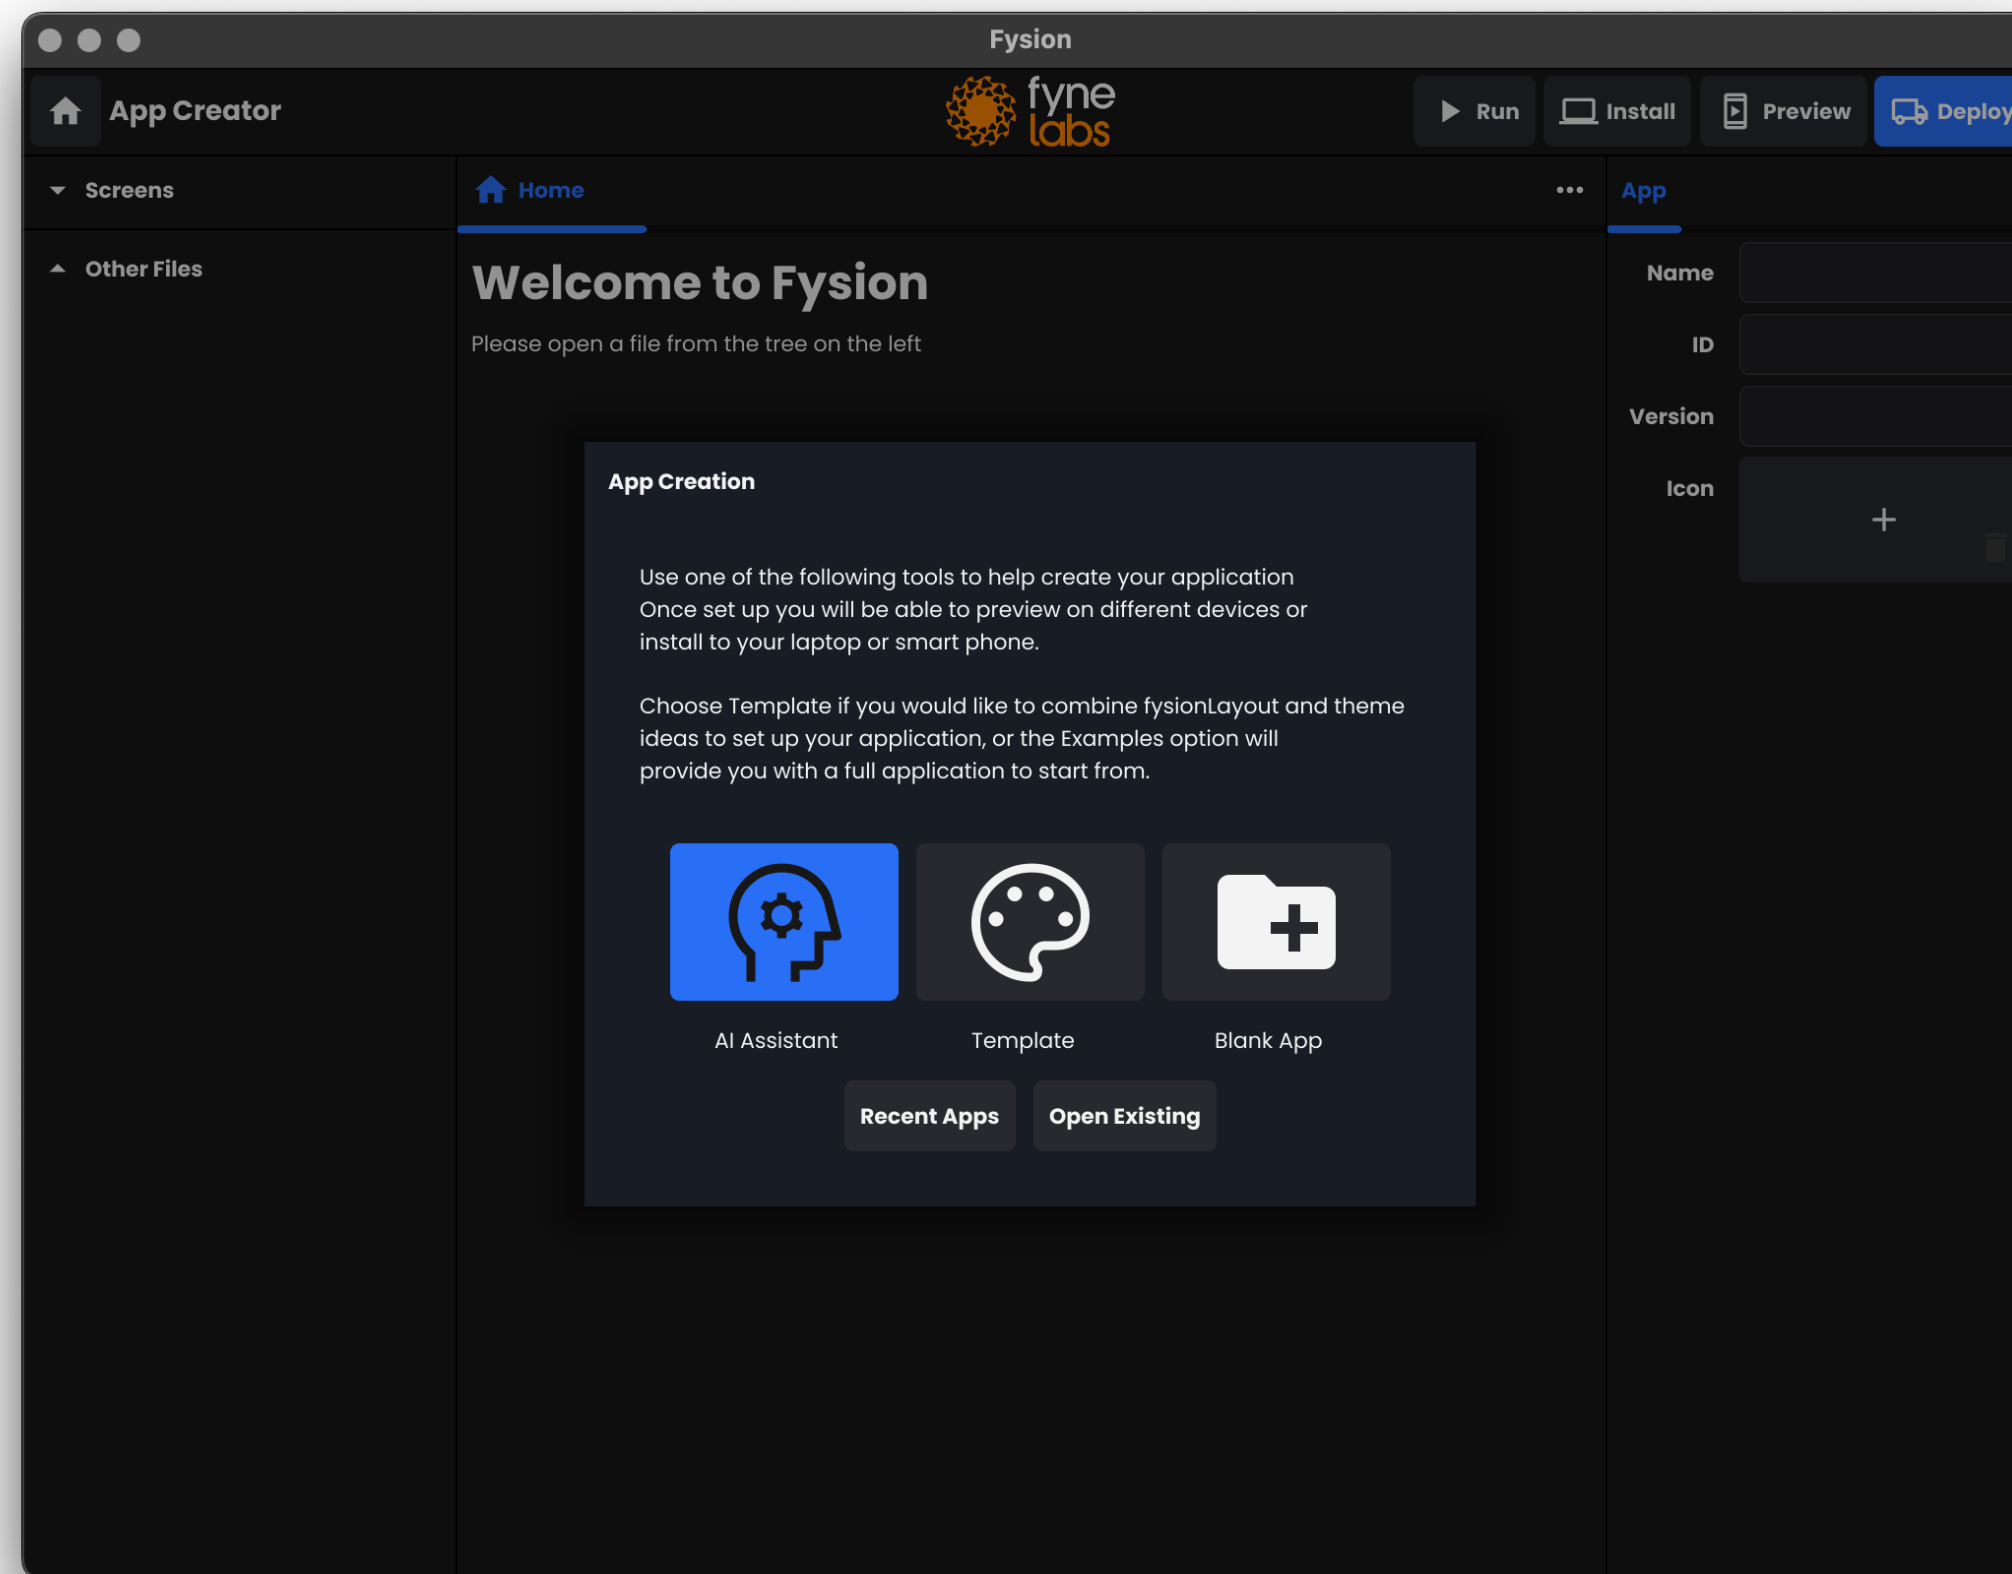 Fysion
App Creator
fyne
labs
Run
Install
Preview
Deploy
Screens
Home
App
Other Files
Welcome to Fysion
Please open a file from the tree on the left
Name
ID
Version
Icon
App Creation
Use one of the following tools to help create your application
Once set up you will be able to preview on different devices or
install to your laptop or smart phone.
Choose Template if you would like to combine fysionLayout and theme
ideas to set up your application, or the Examples option will
provide you with a full application to start from.
AI Assistant
Template
Blank App
Recent Apps
Open Existing